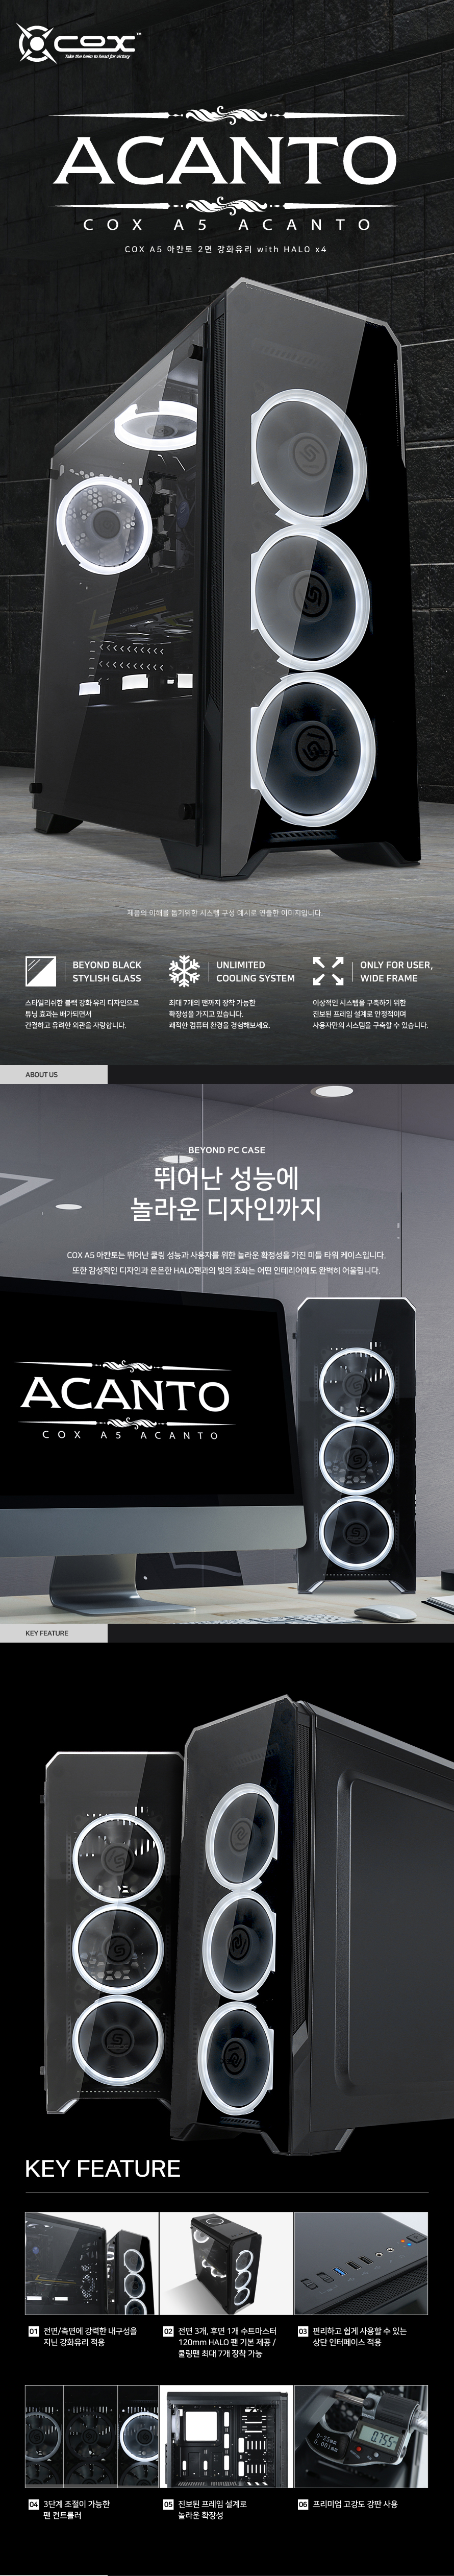 COX™
Take the helm to head for victory
ACANTO
COX A5 ACANTO
COX A5 아칸토 2면 강화유리 with HALO x4
제품의 이해를 돕기위한 시스템 구성 예시로 연출한 이미지입니다.
BEYOND BLACK
STYLISH GLASS
스타일리쉬한 블랙 강화 유리 디자인으로
튜닝 효과는 배가되면서
간결하고 유려한 외관을 자랑합니다.
UNLIMITED
COOLING SYSTEM
최대 7개의 팬까지 장착 가능한
확장성을 가지고 있습니다.
쾌적한 컴퓨터 환경을 경험해보세요.
ONLY FOR USER,
WIDE FRAME
이상적인 시스템을 구축하기 위한
진보된 프레임 설계로 안정적이며
사용자만의 시스템을 구축할 수 있습니다.
ABOUT US
BEYOND PC CASE
뛰어난 성능에
놀라운 디자인까지
COX A5 아칸토는 뛰어난 쿨링 성능과 사용자를 위한 놀라운 확장성을 가진 미들 타워 케이스입니다.
또한 감성적인 디자인과 은은한 HALO팬과의 빛의 조화는 어떤 인테리어에도 완벽히 어울립니다.
ACANTO
COX A5 ACANTO
KEY FEATURE
KEY FEATURE
01 전면/측면에 강력한 내구성을
지닌 강화유리 적용
02 전면 3개, 후면 1개 수트마스터
120mm HALO 팬 기본 제공 /
쿨링팬 최대 7개 장착 가능
03 편리하고 쉽게 사용할 수 있는
상단 인터페이스 적용
04 3단계 조절이 가능한
팬 컨트롤러
05 진보된 프레임 설계로
놀라운 확장성
0-25mm
0.001mm
0.755
06 프리미엄 고강도 강판 사용